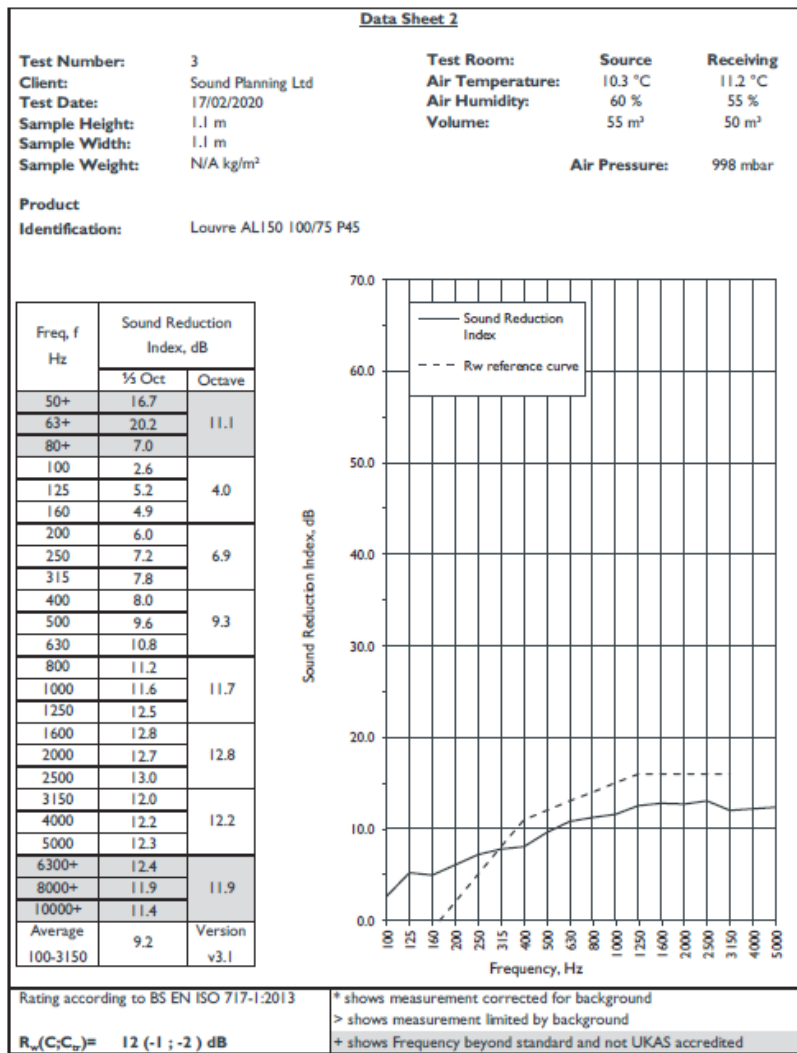 Data Sheet 2
Test Number: 3 Test Room: Source Receiving
Client: Sound Planning Ltd Air Temperature: 10.3 °C 11.2 °C
Test Date: 17/02/2020 Air Humidity: 60 % 55 %
Sample Height: 1.1 m Volume: 55 m³ 50 m³
Sample Width: 1.1 m
Sample Weight: N/A kg/m² Air Pressure: 998 mbar
Product
Identification: Louvre AL150 100/75 P45
Freq, f
Hz
Sound Reduction
Index, dB
⅓ Oct Octave
50+ 16.7
63+ 20.2 11.1
80+ 7.0
100 2.6
125 5.2 4.0
160 4.9
200 6.0
250 7.2 6.9
315 7.8
400 8.0
500 9.6 9.3
630 10.8
800 11.2
1000 11.6 11.7
1250 12.5
1600 12.8
2000 12.7 12.8
2500 13.0
3150 12.0
4000 12.2 12.2
5000 12.3
6300+ 12.4
8000+ 11.9 11.9
10000+ 11.4
Average
100-3150
9.2
Version
v3.1
Sound Reduction Index, dB
70.0
60.0
50.0
40.0
30.0
20.0
10.0
0.0
Sound Reduction
Index
Rw reference curve
100 125 160 200 250 315 400 500 630 800 1000 1250 1600 2000 2500 3150 4000 5000
Frequency, Hz
Rating according to BS EN ISO 717-1:2013
Rw(C;Ctr)= 12 (-1 ; -2 ) dB
* shows measurement corrected for background
> shows measurement limited by background
+ shows Frequency beyond standard and not UKAS accredited